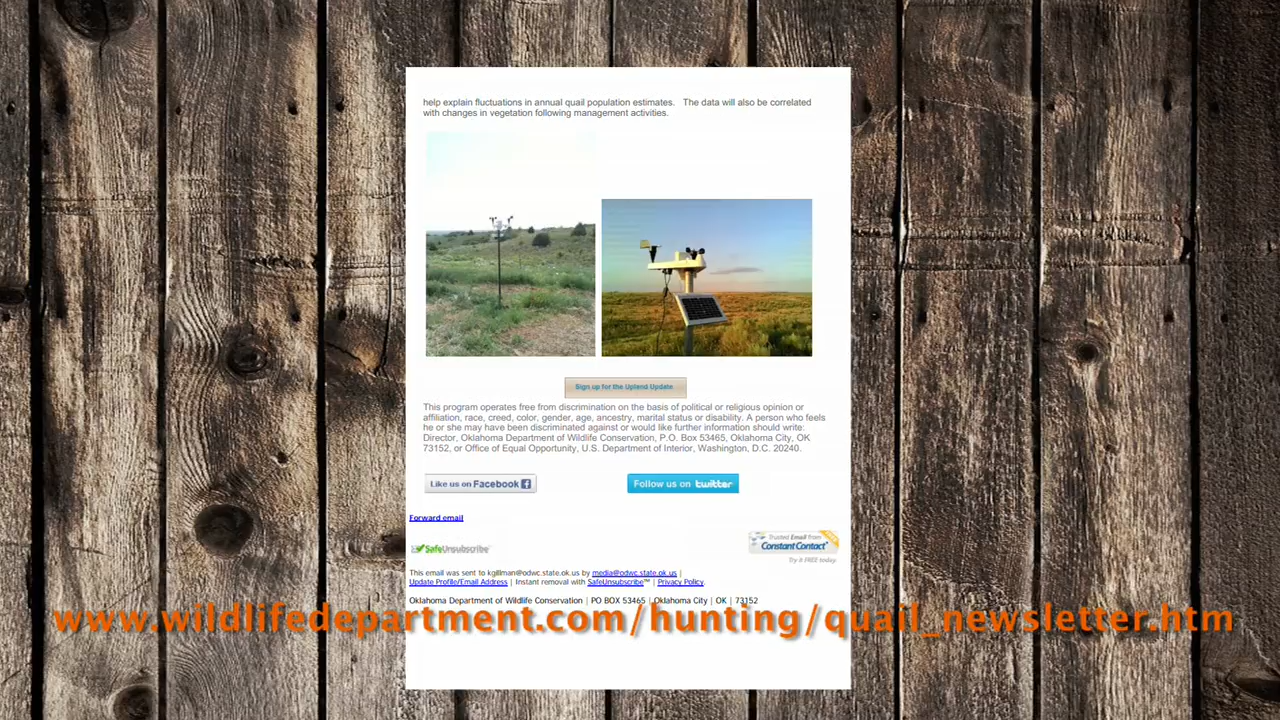 help explain fluctuations in annual quail population estimates. The data will also be correlated
with changes in vegetation following management activities.
Sign up for the Upland Update
This program operates free from discrimination on the basis of political or religious opinion or
affiliation, race, creed, color, gender, age, ancestry, marital status or disability. A person who feels
he or she may have been discriminated against or would like further information should write:
Director, Oklahoma Department of Wildlife Conservation, P.O. Box 53465, Oklahoma City, OK
73152, or Office of Equal Opportunity, U.S. Department of Interior, Washington, D.C. 20240.
Like us on Facebook f
Follow us on twitter
Forward email
SafeUnsubscribe
Trusted Email from
Constant Contact
Try it FREE today.
This email was sent to kgillman@odwc.state.ok.us by media@odwc.state.ok.us |
Update Profile/Email Address | Instant removal with SafeUnsubscribe™ | Privacy Policy.
Oklahoma Department of Wildlife Conservation | PO BOX 53465 | Oklahoma City | OK | 73152
www.wildlifedepartment.com/hunting/quail_newsletter.htm